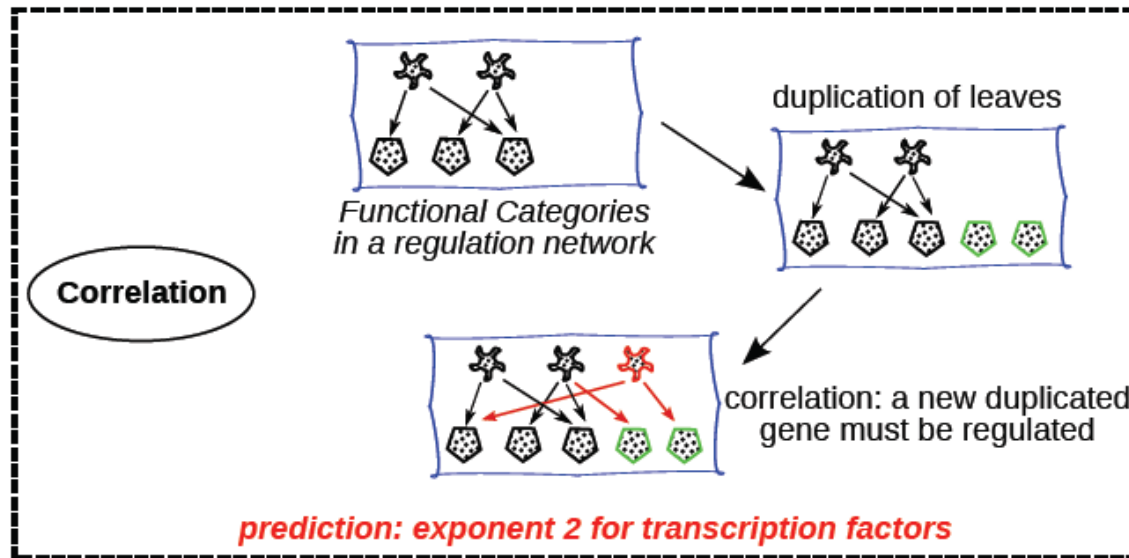 duplication of leaves
Functional Categories
in a regulation network
Correlation
correlation: a new duplicated
gene must be regulated
prediction: exponent 2 for transcription factors